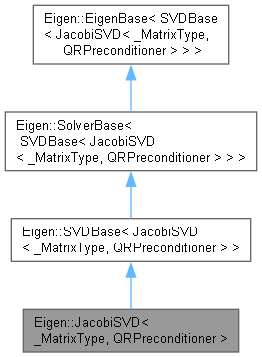 Eigen::EigenBase< SVDBase
< JacobiSVD< _MatrixType,
QRPreconditioner > > >
Eigen::SolverBase<
SVDBase< JacobiSVD
< _MatrixType, QRPreconditioner > > >
Eigen::SVDBase< JacobiSVD
< _MatrixType, QRPreconditioner > >
Eigen::JacobiSVD<
_MatrixType, QRPreconditioner >